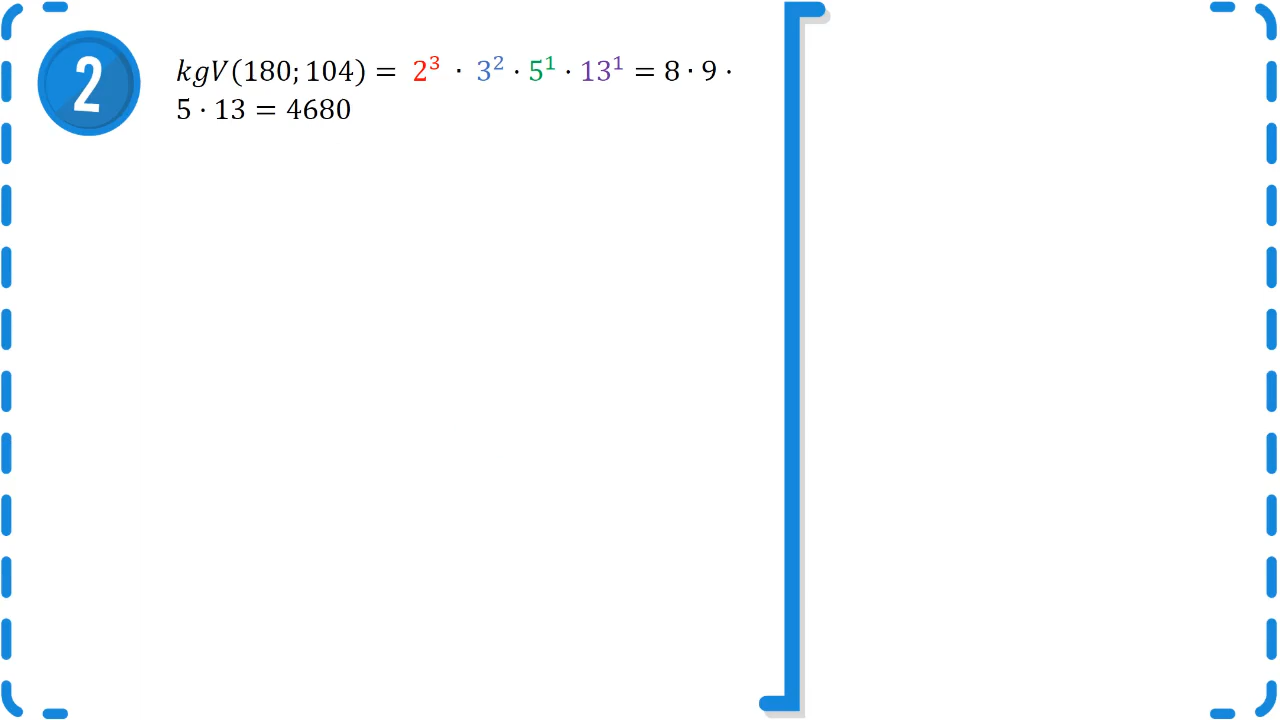 2
kgV(180; 104) = 2³ · 3² · 5¹ · 13¹ = 8 · 9 ·
5 · 13 = 4680